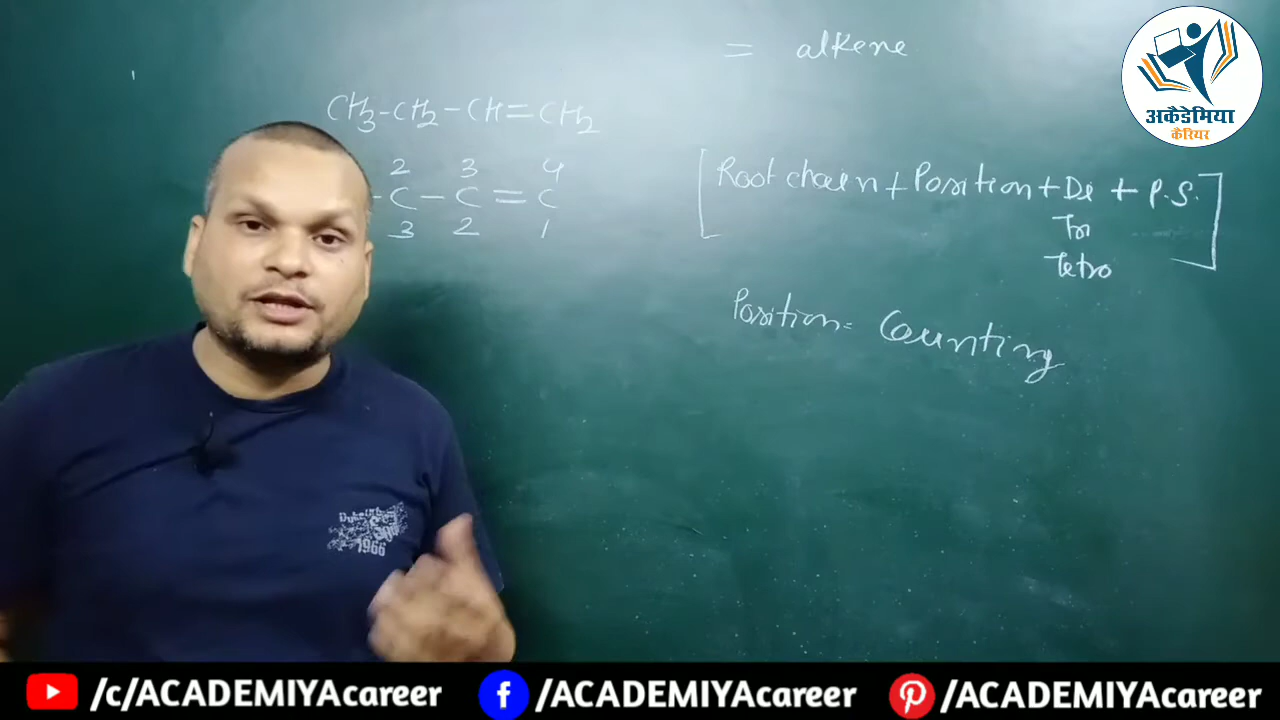 = alkene
अकैडेमिया
कैरियर
CH3-CH2-CH=CH2
2 3 4
-C-C=C
3 2 1
[Root chain + Position + Di + P.S.]
Tri
Tetra
Position = Counting
1966
/c/ACADEMIYAcareer
/ACADEMIYAcareer
/ACADEMIYAcareer